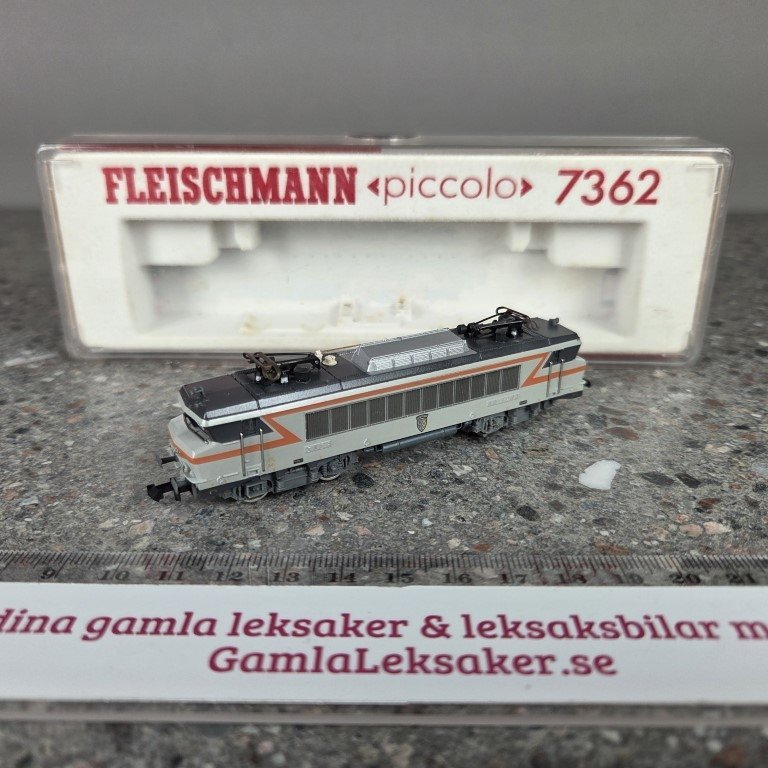 FLEISCHMANN ‹piccolo› 7362
9 10 11 12 13 14 15 16 17 18 19 20 21
dina gamla leksaker & leksaksbilar m
GamlaLeksaker.se